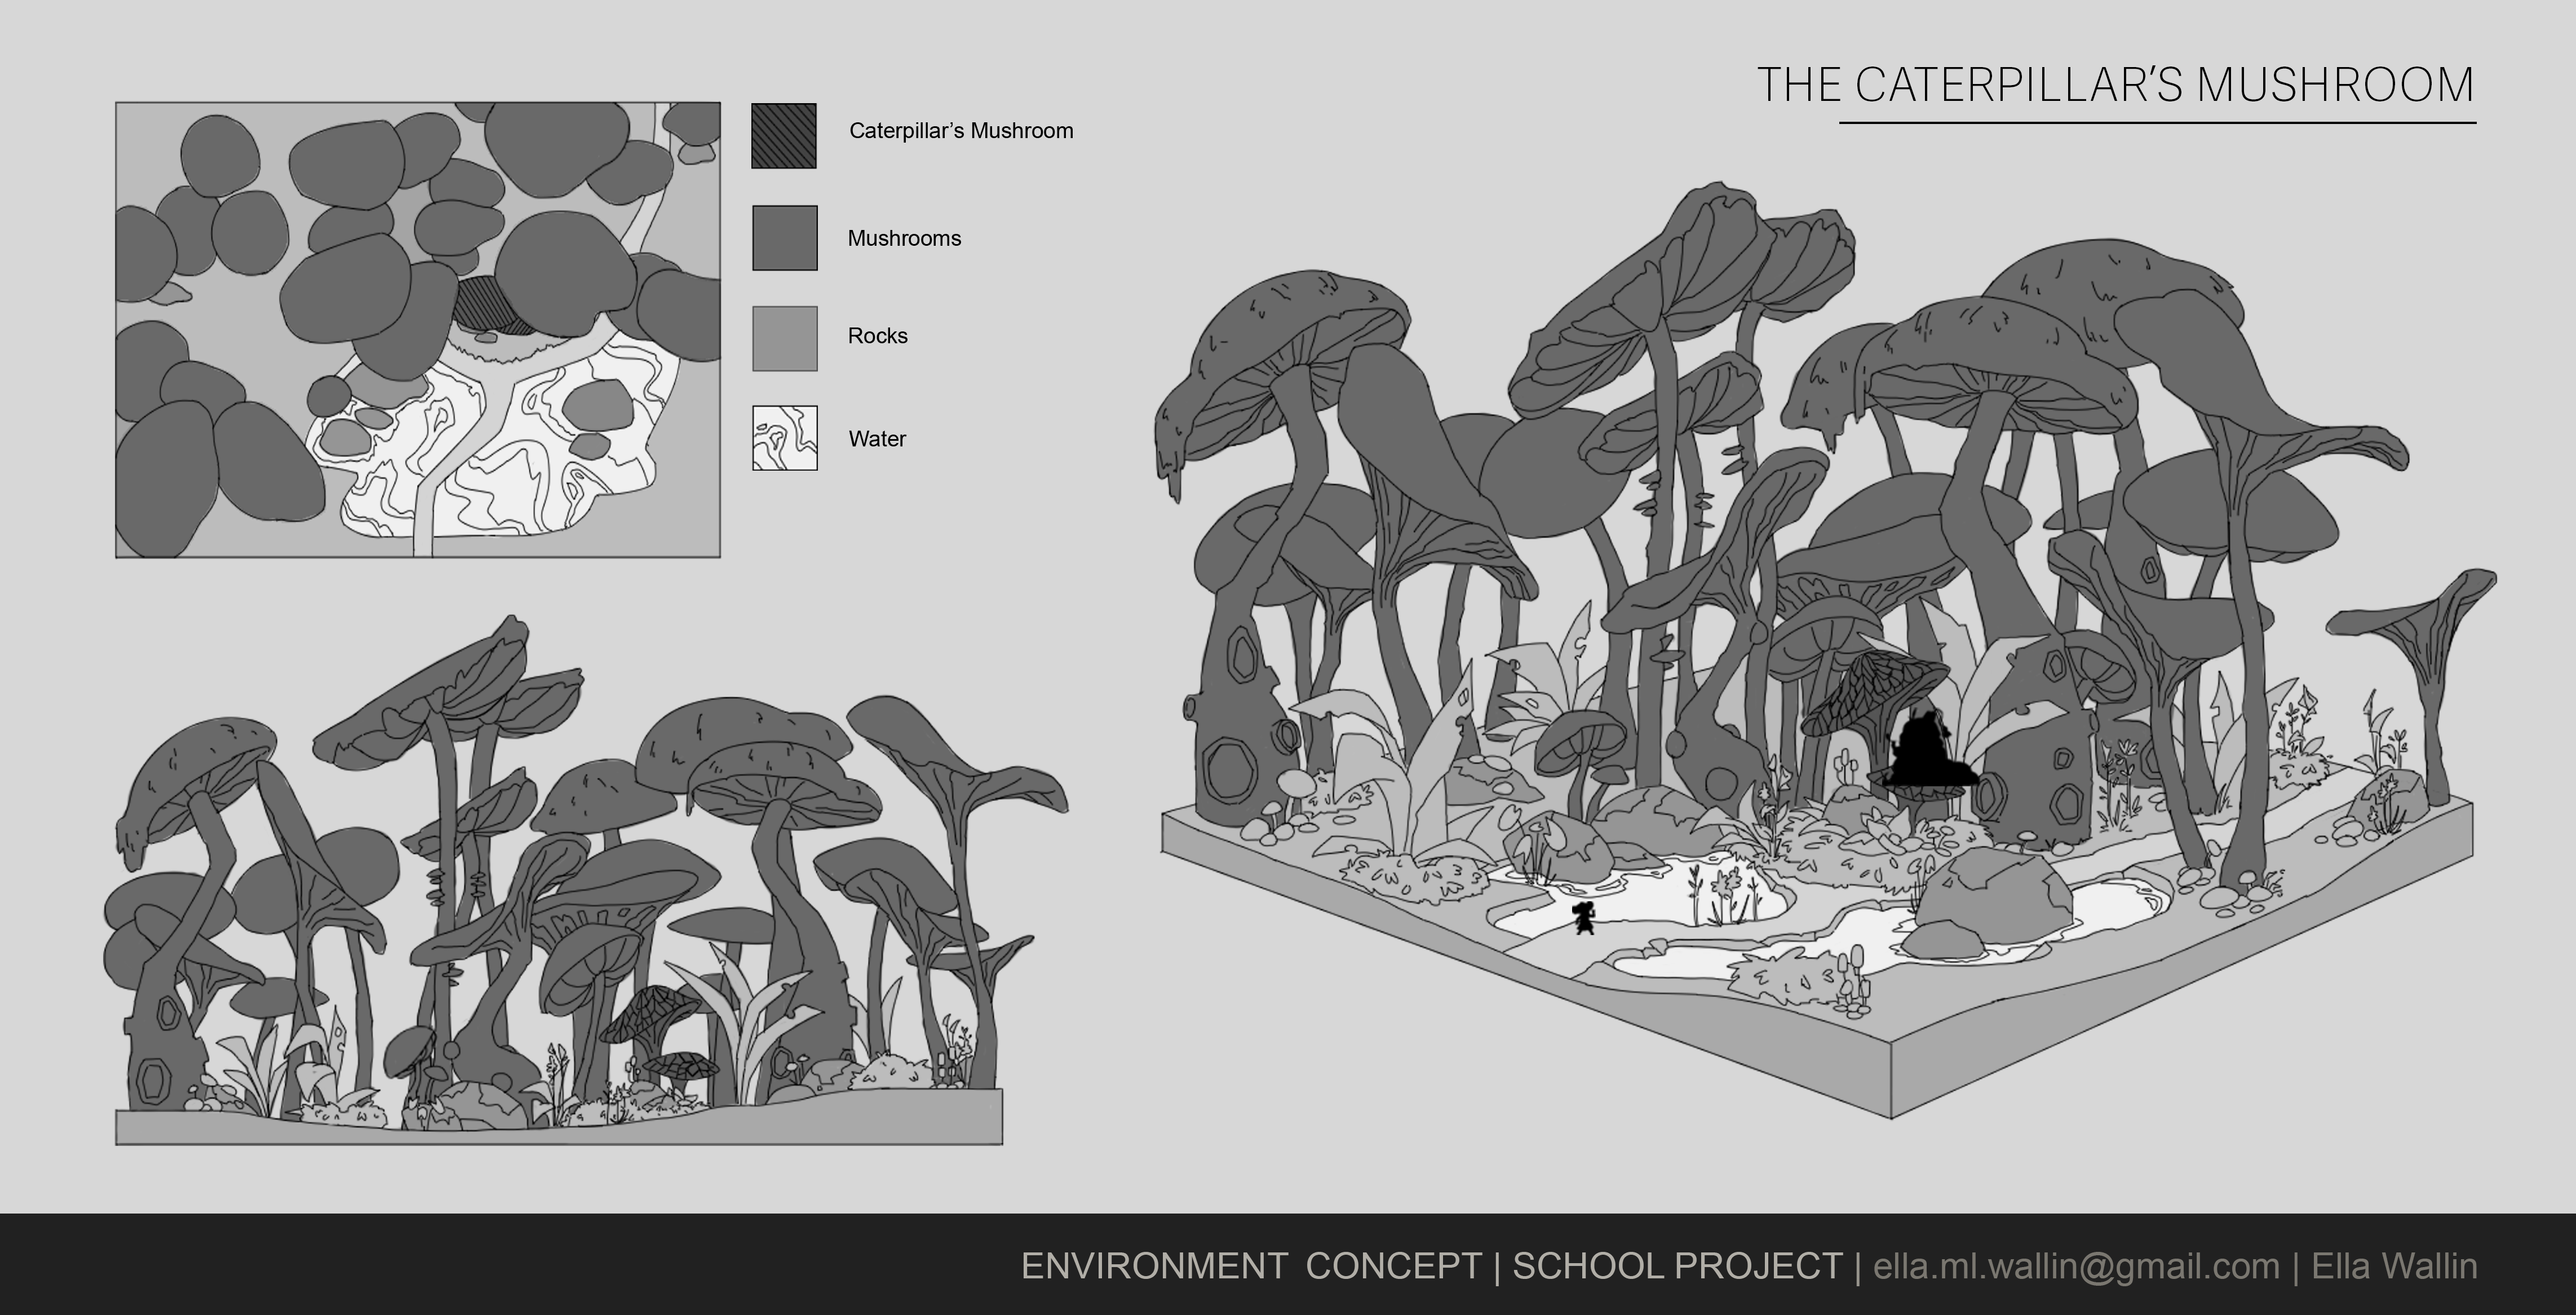 THE CATERPILLAR’S MUSHROOM
Caterpillar’s Mushroom
Mushrooms
Rocks
Water
ENVIRONMENT CONCEPT | SCHOOL PROJECT | ella.ml.wallin@gmail.com | Ella Wallin